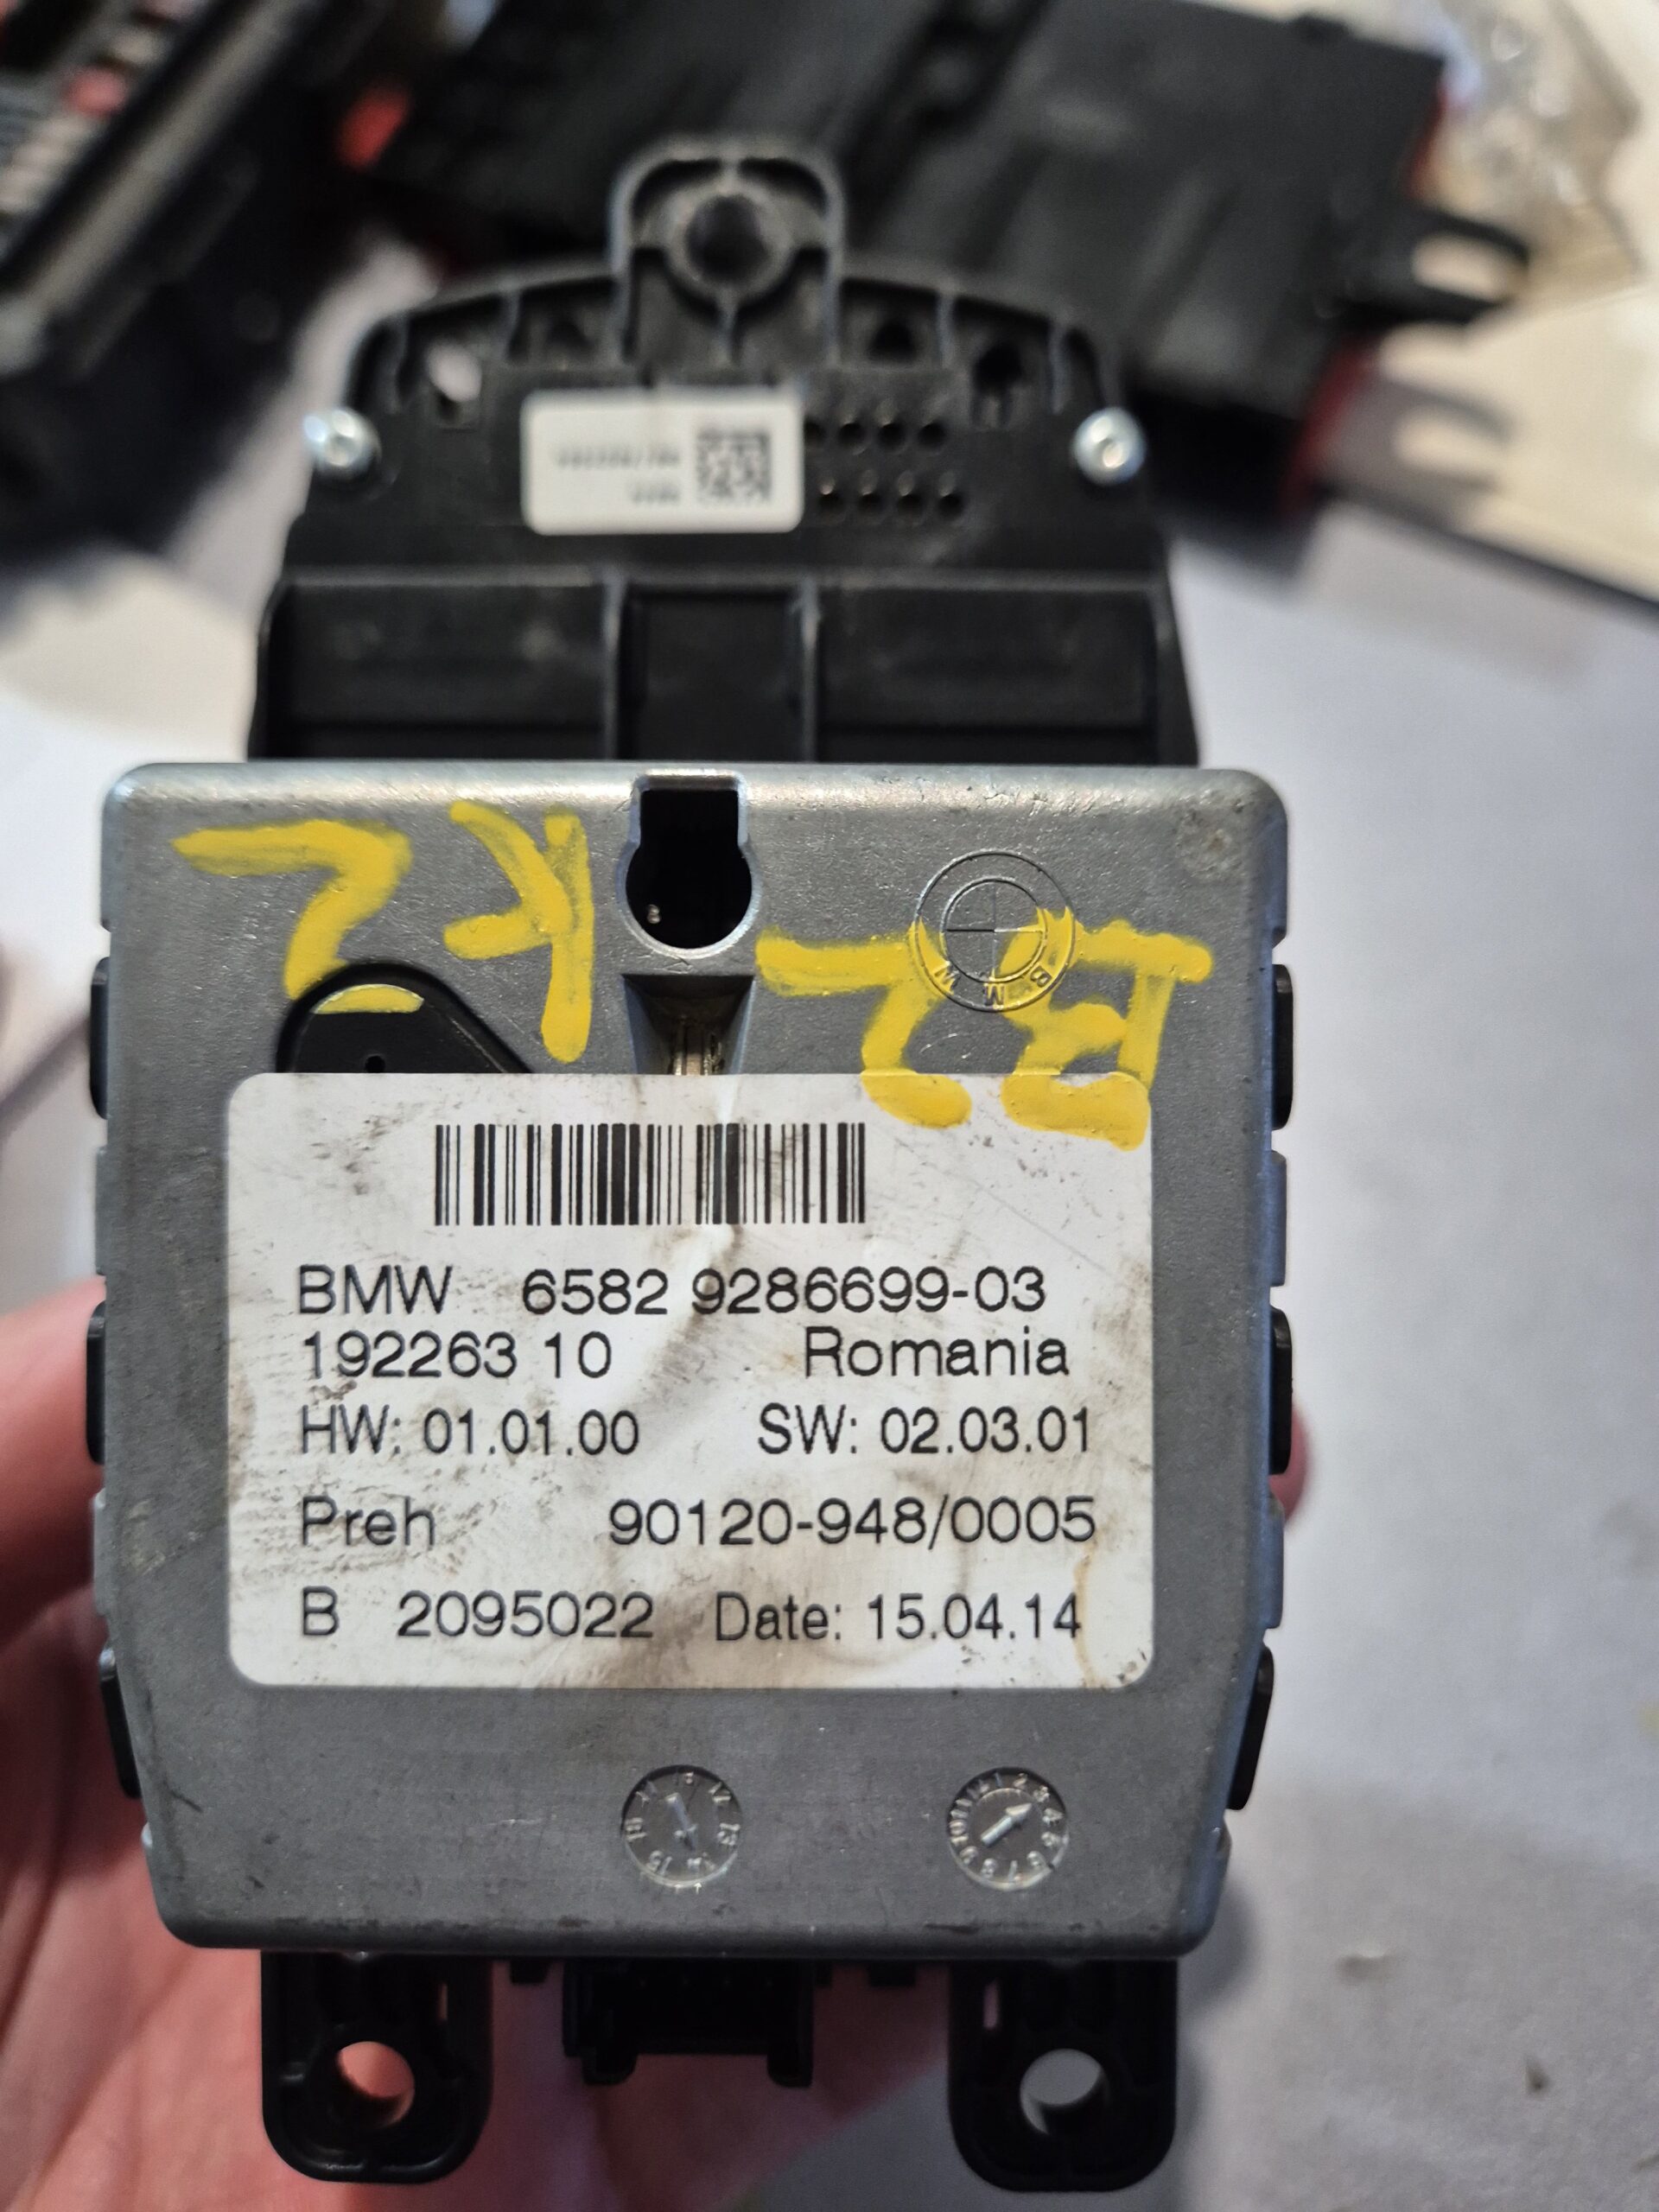 BMW
BMW 6582 9286699-03
192263 10 Romania
HW: 01.01.00 SW: 02.03.01
Preh 90120-948/0005
B 2095022 Date: 15.04.14